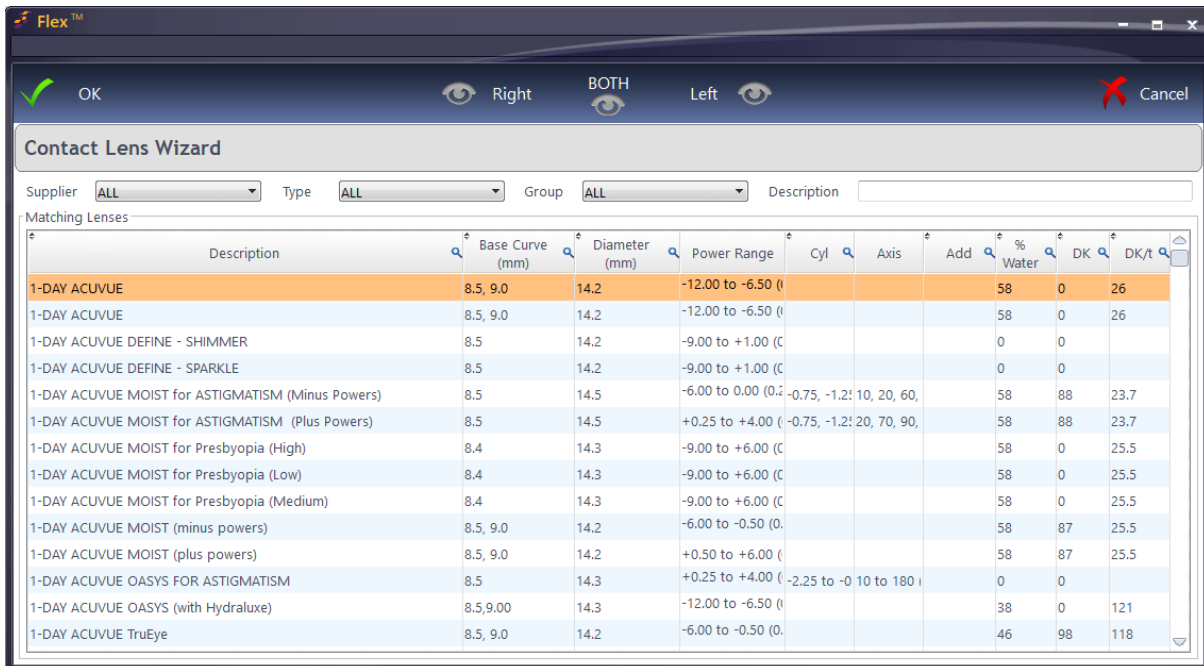 Flex™
OK Right BOTH Left Cancel
Contact Lens Wizard
Supplier ALL Type ALL Group ALL Description
Matching Lenses
Description Base Curve (mm) Diameter (mm) Power Range Cyl Axis Add % Water DK DK/t
1-DAY ACUVUE 8.5, 9.0 14.2 -12.00 to -6.50 58 0 26
1-DAY ACUVUE 8.5, 9.0 14.2 -12.00 to -6.50 58 0 26
1-DAY ACUVUE DEFINE - SHIMMER 8.5 14.2 -9.00 to +1.00 0 0
1-DAY ACUVUE DEFINE - SPARKLE 8.5 14.2 -9.00 to +1.00 0 0
1-DAY ACUVUE MOIST for ASTIGMATISM (Minus Powers) 8.5 14.5 -6.00 to 0.00 (0.2 -0.75, -1.25 10, 20, 60, 58 88 23.7
1-DAY ACUVUE MOIST for ASTIGMATISM (Plus Powers) 8.5 14.5 +0.25 to +4.00 -0.75, -1.25 20, 70, 90, 58 88 23.7
1-DAY ACUVUE MOIST for Presbyopia (High) 8.4 14.3 -9.00 to +6.00 58 0 25.5
1-DAY ACUVUE MOIST for Presbyopia (Low) 8.4 14.3 -9.00 to +6.00 58 0 25.5
1-DAY ACUVUE MOIST for Presbyopia (Medium) 8.4 14.3 -9.00 to +6.00 58 0 25.5
1-DAY ACUVUE MOIST (minus powers) 8.5, 9.0 14.2 -6.00 to -0.50 (0. 58 87 25.5
1-DAY ACUVUE MOIST (plus powers) 8.5, 9.0 14.2 +0.50 to +6.00 58 87 25.5
1-DAY ACUVUE OASYS FOR ASTIGMATISM 8.5 14.3 +0.25 to +4.00 -2.25 to -0 10 to 180 0 0
1-DAY ACUVUE OASYS (with Hydraluxe) 8.5,9.00 14.3 -12.00 to -6.50 38 0 121
1-DAY ACUVUE TruEye 8.5, 9.0 14.2 -6.00 to -0.50 (0. 46 98 118